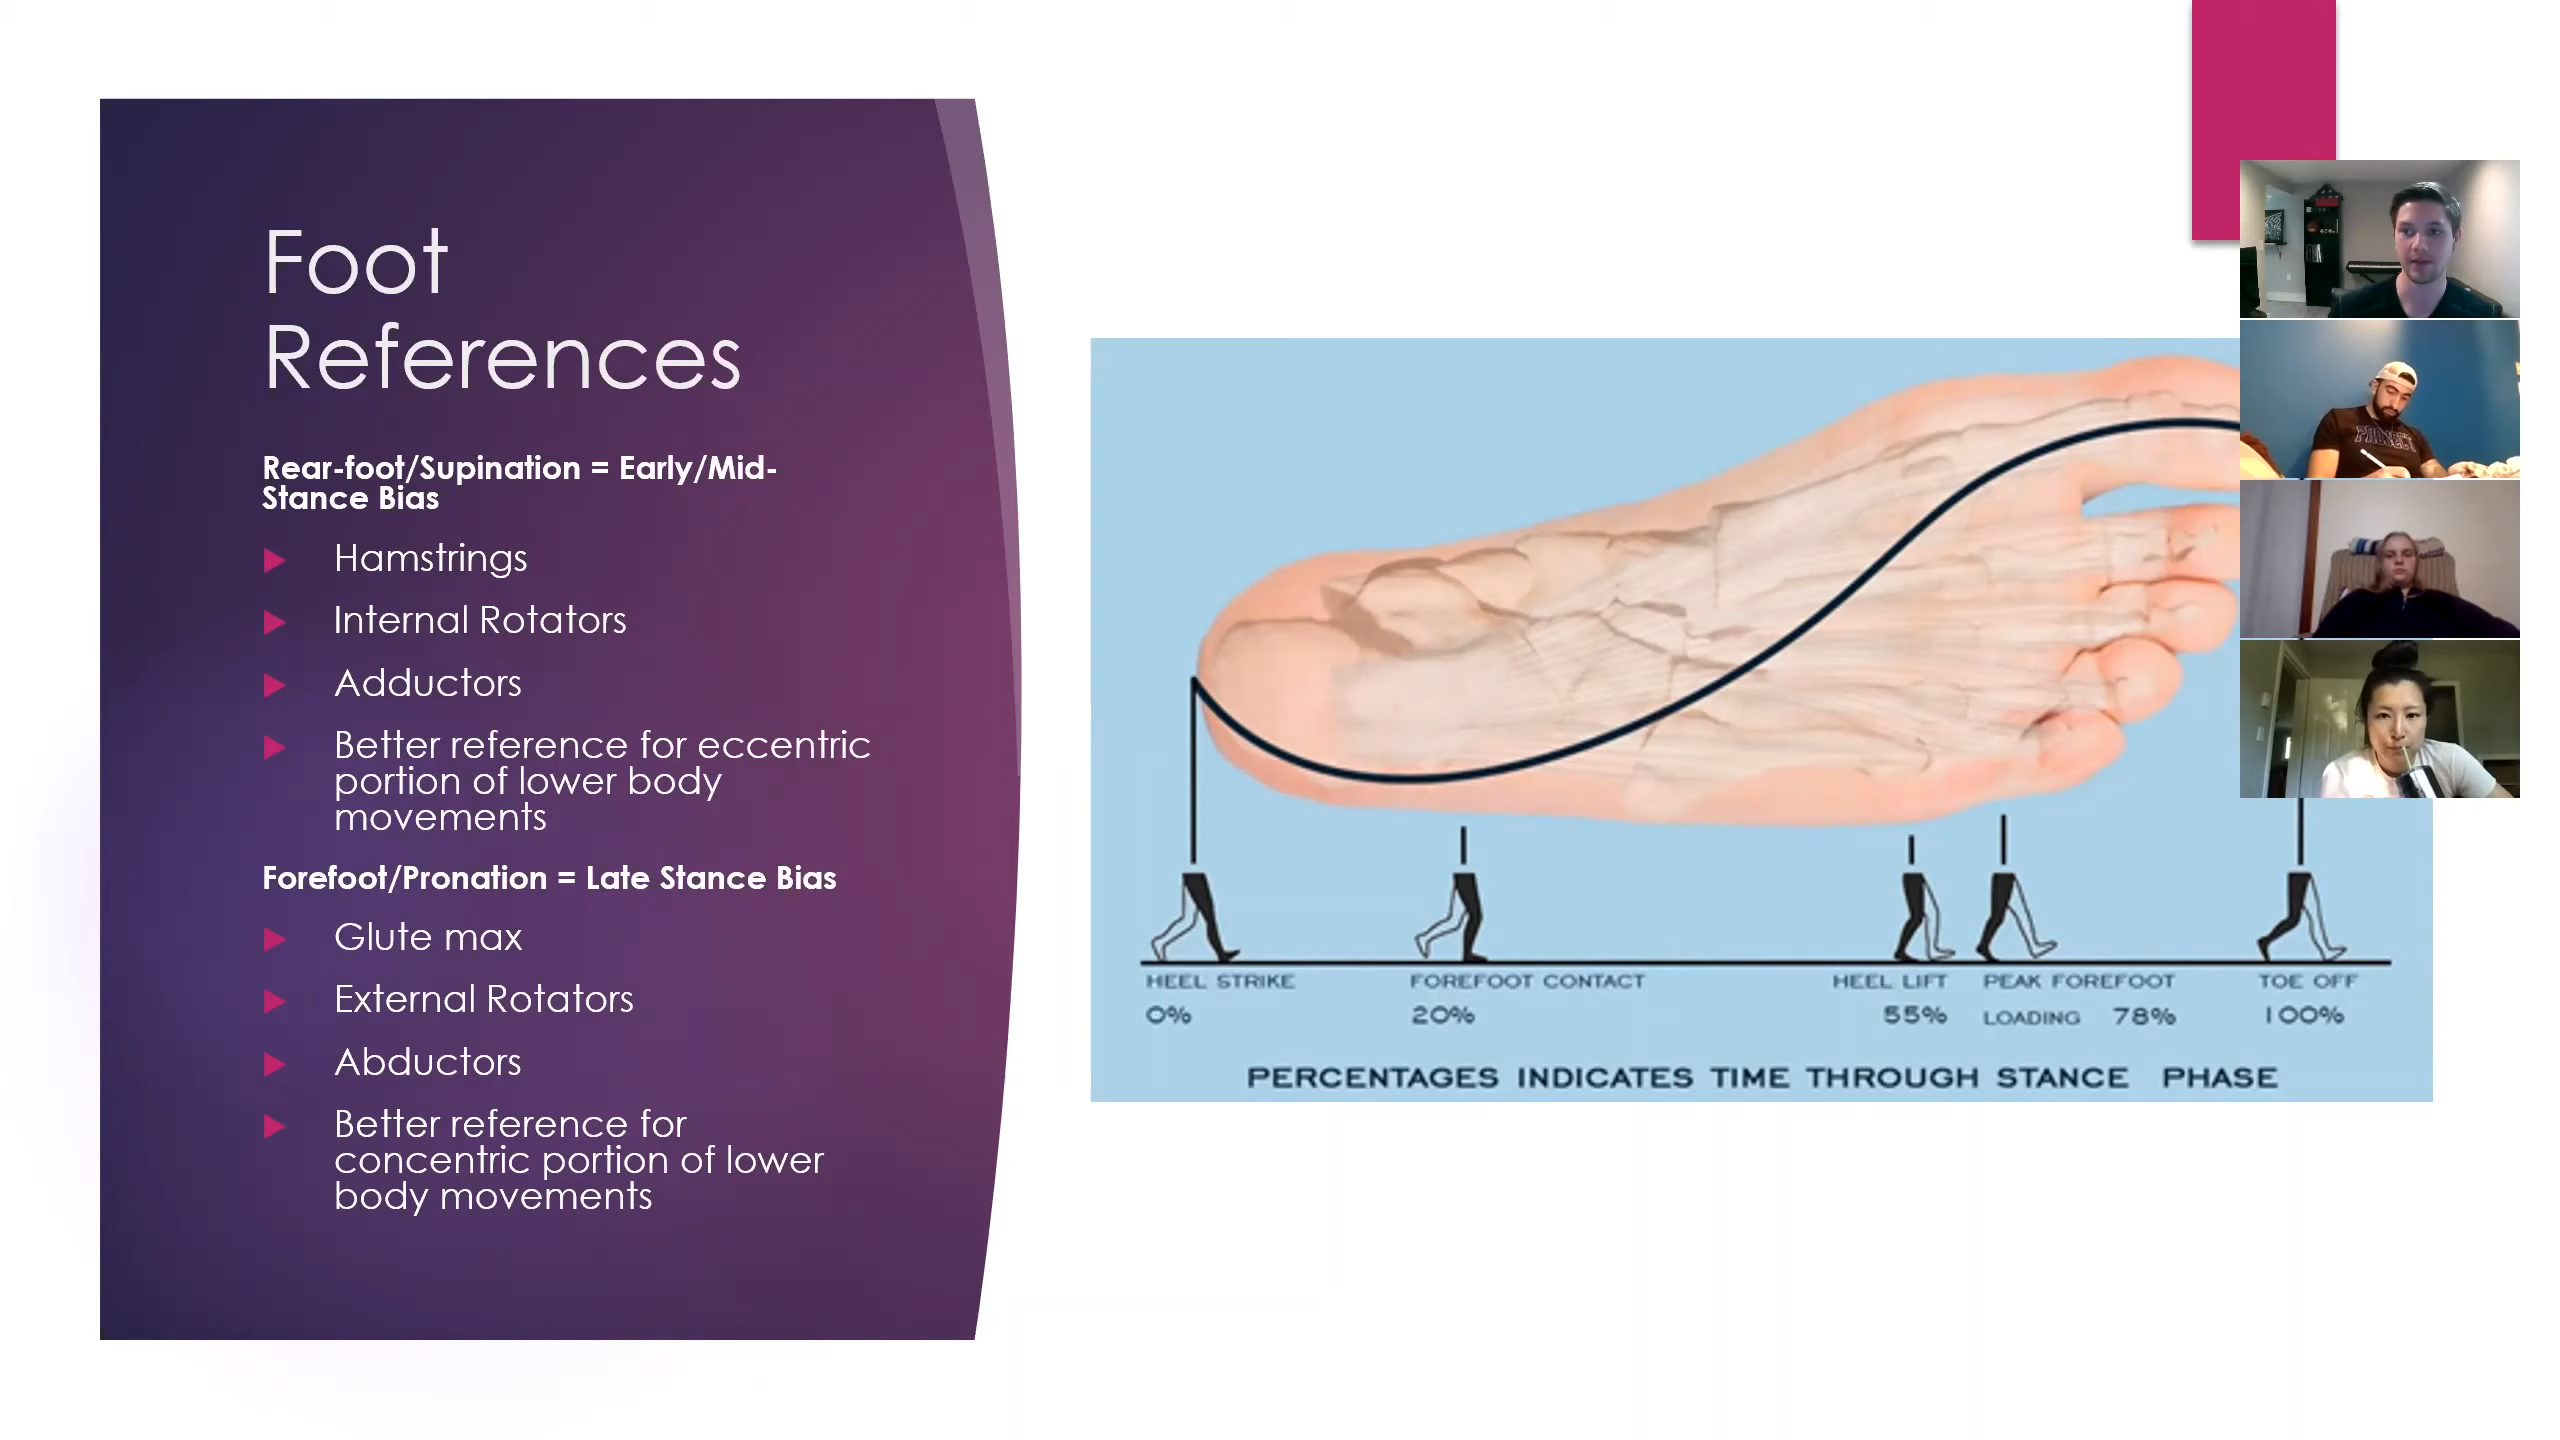 Foot
References
Rear-foot/Supination = Early/Mid-
Stance Bias
Hamstrings
Internal Rotators
Adductors
Better reference for eccentric
portion of lower body
movements
Forefoot/Pronation = Late Stance Bias
Glute max
External Rotators
Abductors
Better reference for
concentric portion of lower
body movements
HEEL STRIKE
0%
FOREFOOT CONTACT
20%
HEEL LIFT
55%
PEAK FOREFOOT
LOADING 78%
TOE OFF
100%
PERCENTAGES INDICATES TIME THROUGH STANCE PHASE
PROJECT